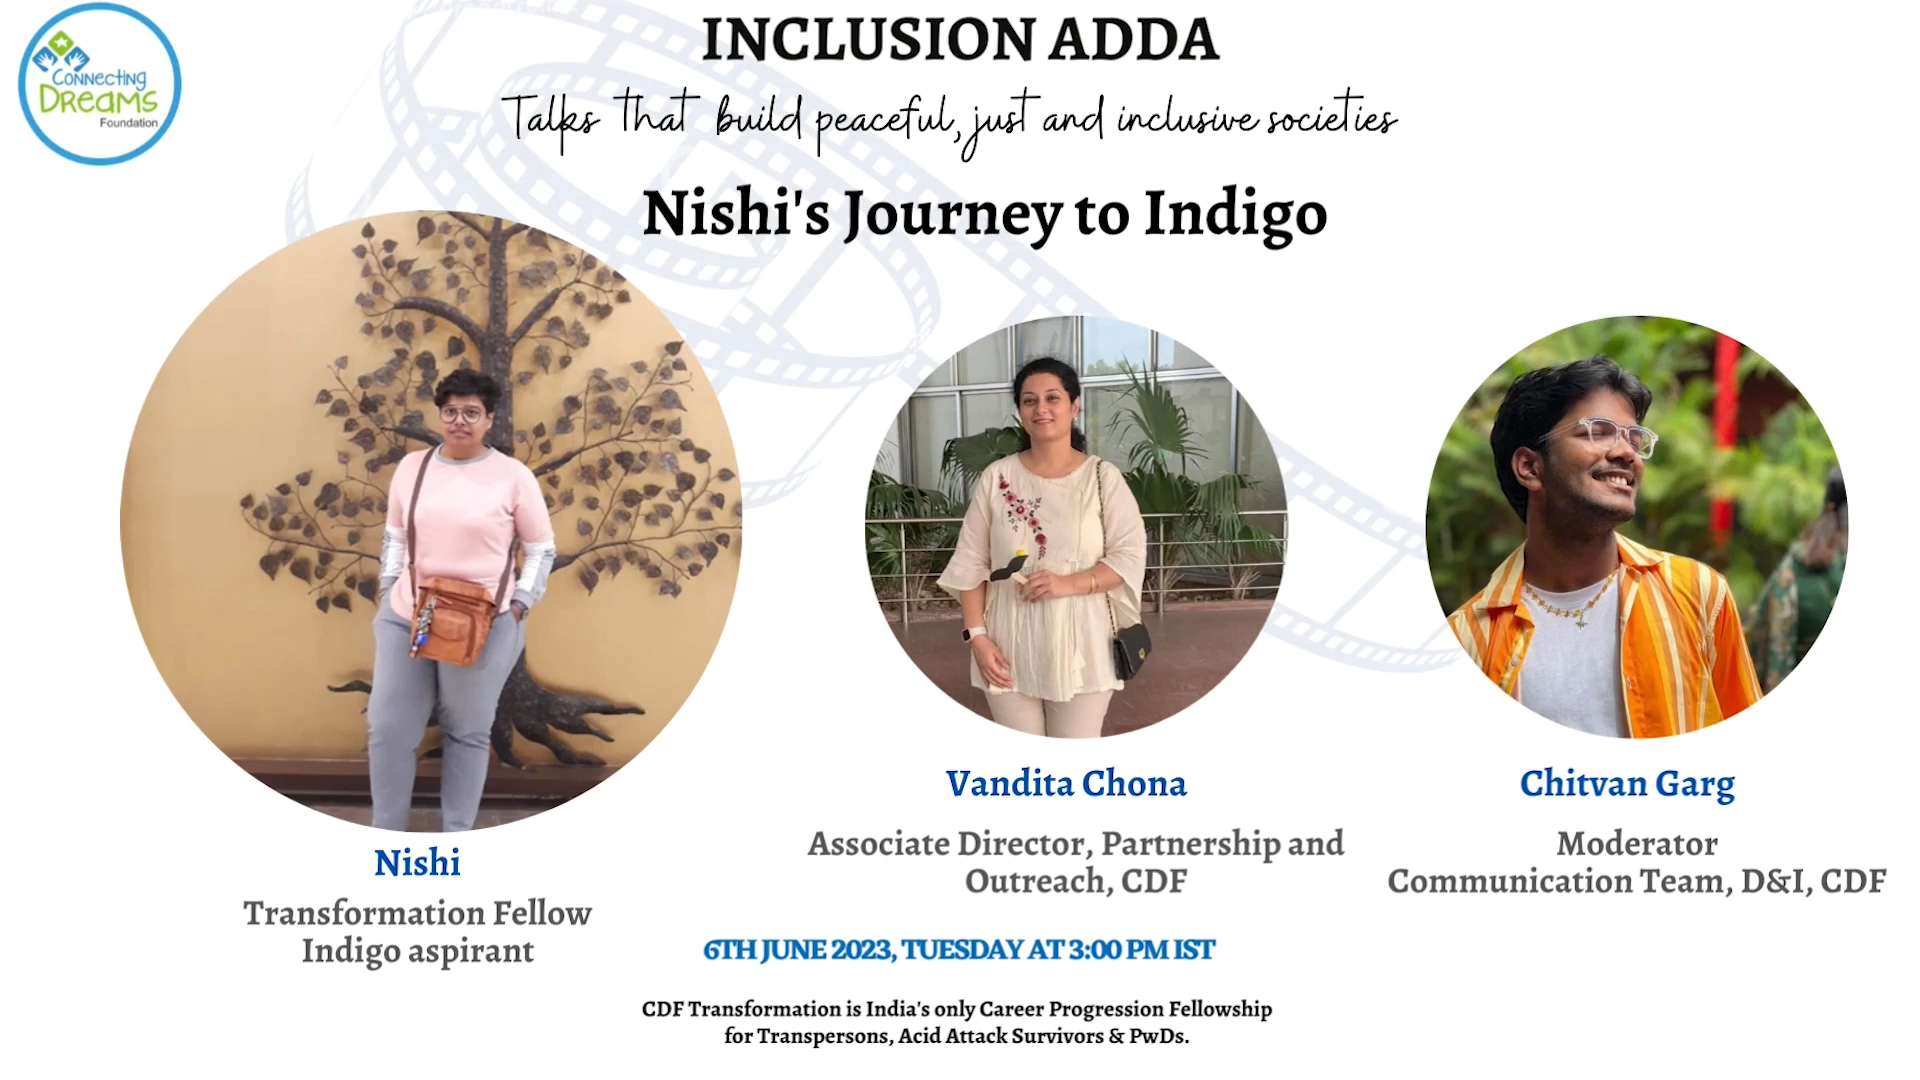 Connecting
Dreams
Foundation
INCLUSION ADDA
Talks that build peaceful, just and inclusive societies
Nishi's Journey to Indigo
Nishi
Transformation Fellow
Indigo aspirant
Vandita Chona
Associate Director, Partnership and
Outreach, CDF
Chitvan Garg
Moderator
Communication Team, D&I, CDF
6TH JUNE 2023, TUESDAY AT 3:00 PM IST
CDF Transformation is India's only Career Progression Fellowship
for Transpersons, Acid Attack Survivors & PwDs.